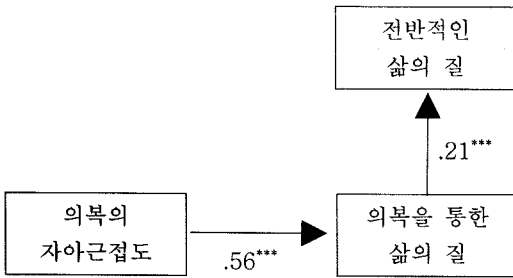 전반적인
삶의 질
.21***
의복의
자아근접도
.56***
의복을 통한
삶의 질